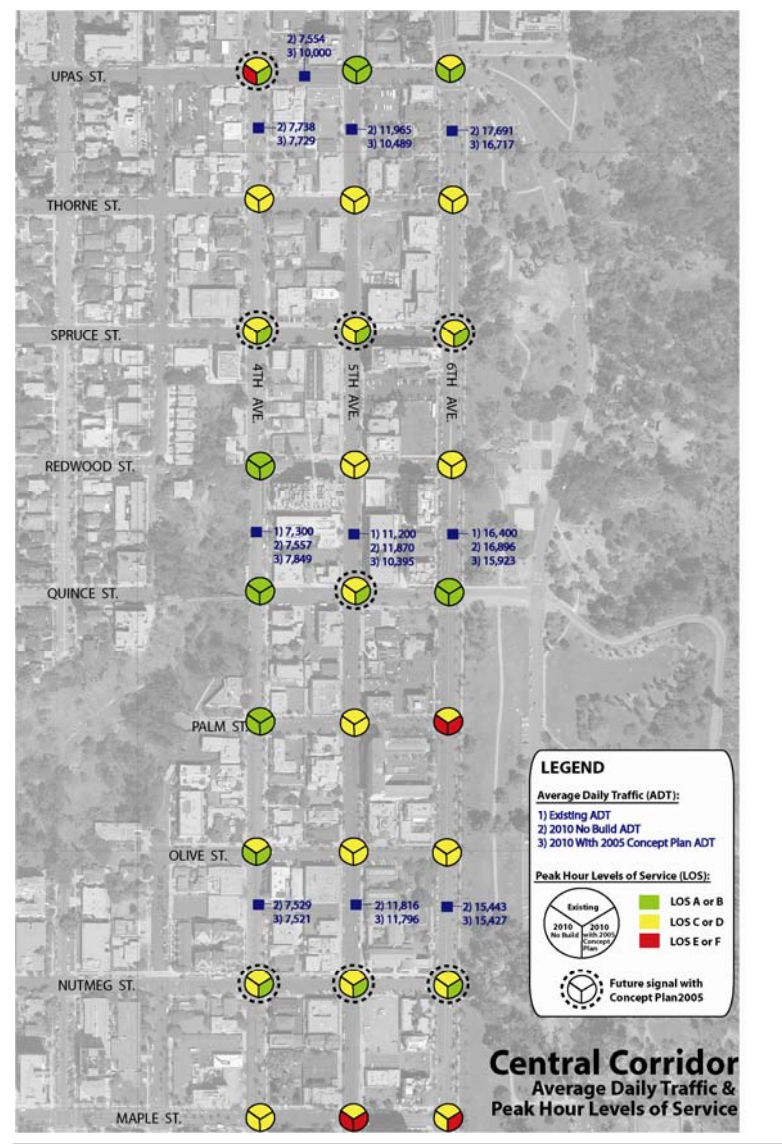 2) 7,554
3) 10,000
UPAS ST.
2) 7,738
3) 7,729
2) 11,965
3) 10,489
2) 17,691
3) 16,717
THORNE ST.
SPRUCE ST.
4TH AVE.
5TH AVE.
6TH AVE.
REDWOOD ST.
1) 7,300
2) 7,557
3) 7,849
1) 11,200
2) 11,870
3) 10,395
1) 16,400
2) 16,896
3) 15,923
QUINCE ST.
PALM ST.
OLIVE ST.
2) 7,529
3) 7,521
2) 11,816
3) 11,796
2) 15,443
3) 15,427
NUTMEG ST.
MAPLE ST.
LEGEND
Average Daily Traffic (ADT):
1) Existing ADT
2) 2010 No Build ADT
3) 2010 With 2005 Concept Plan ADT
Peak Hour Levels of Service (LOS):
Existing
2010
No Build
2010
with 2005
Concept
Plan
LOS A or B
LOS C or D
LOS E or F
Future signal with
Concept Plan2005
Central Corridor
Average Daily Traffic &
Peak Hour Levels of Service